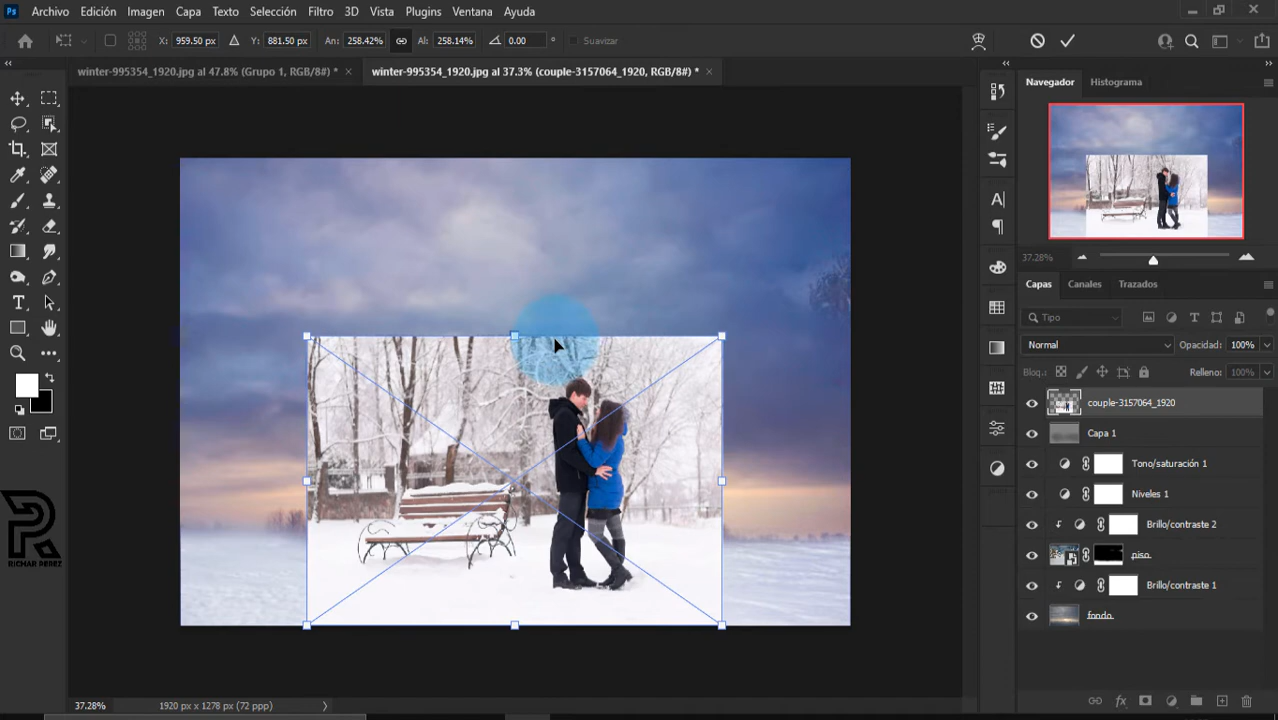 Ps Archivo Edición Imagen Capa Texto Selección Filtro 3D Vista Plugins Ventana Ayuda
X: 959.50 px Y: 881.50 px An: 258.42% Al: 258.14% 0.00 ° Suavizar
winter-995354_1920.jpg al 47.8% (Grupo 1, RGB/8#) * × winter-995354_1920.jpg al 37.3% (couple-3157064_1920, RGB/8#) * ×
Navegador Histograma
37.28%
Capas Canales Trazados
Tipo
Normal Opacidad: 100%
Bloq.: Relleno: 100%
couple-3157064_1920
Capa 1
Tono/saturación 1
Niveles 1
Brillo/contraste 2
piso
Brillo/contraste 1
fondo
RICHAR PEREZ
37.28% 1920 px x 1278 px (72 ppp)